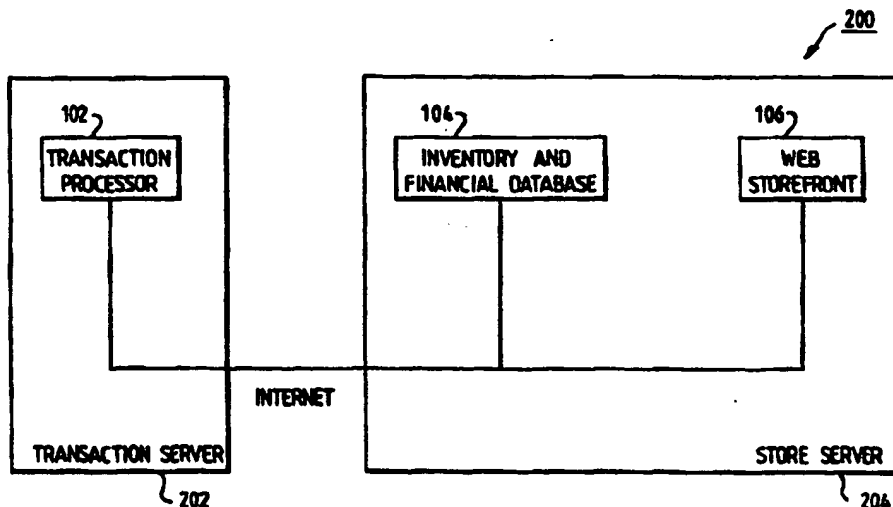 200
102
TRANSACTION
PROCESSOR
104
INVENTORY AND
FINANCIAL DATABASE
106
WEB
STOREFRONT
INTERNET
TRANSACTION SERVER
202
STORE SERVER
204